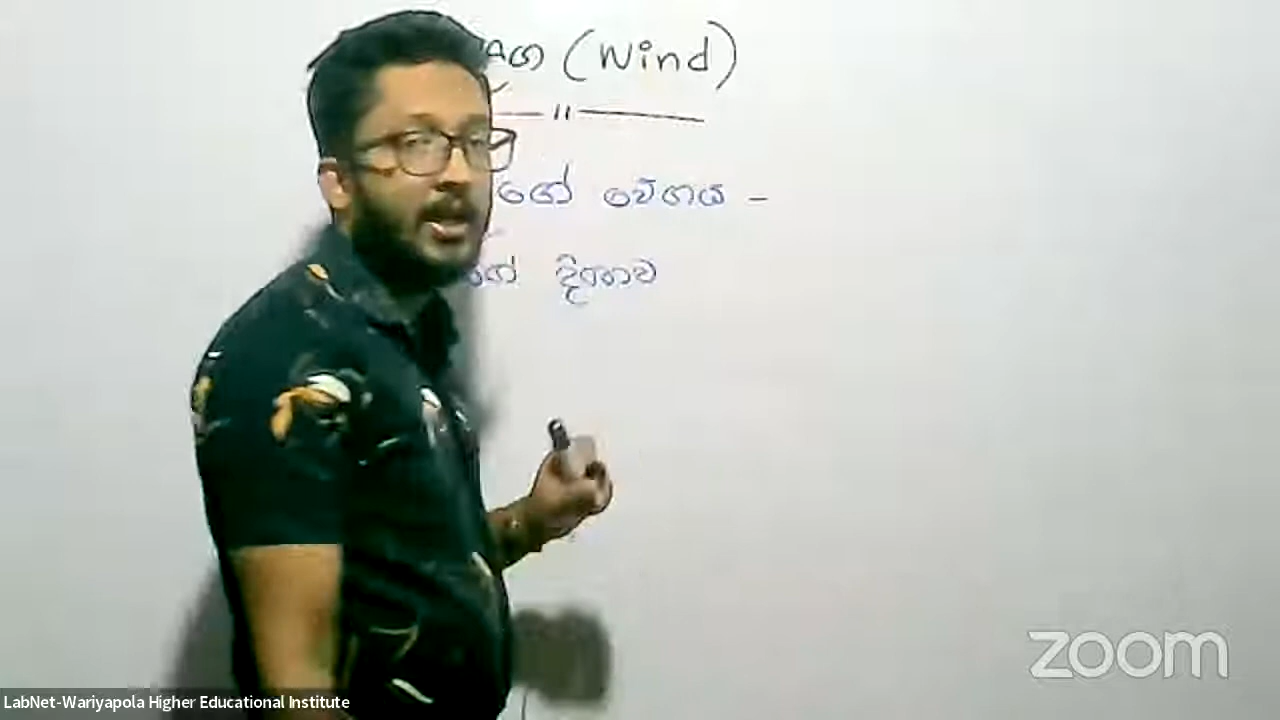 (Wind)
වේගය -
දිශාව
zoom
LabNet-Wariyapola Higher Educational Institute